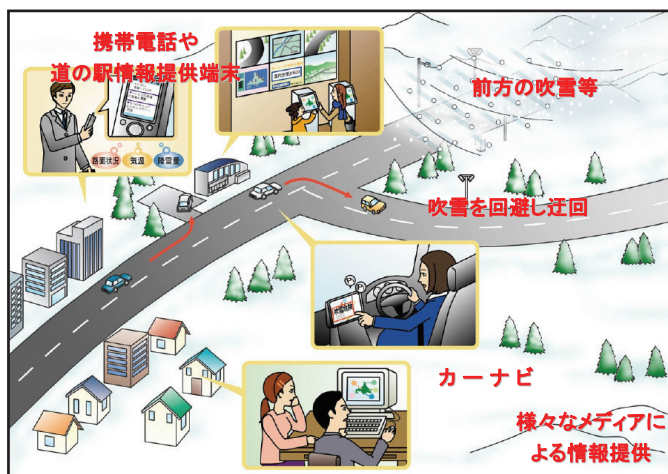 携帯電話や
道の駅情報提供端末
前方の吹雪等
路面状況
気温
降雪量
吹雪を回避し迂回
カーナビ
様々なメディアに
よる情報提供